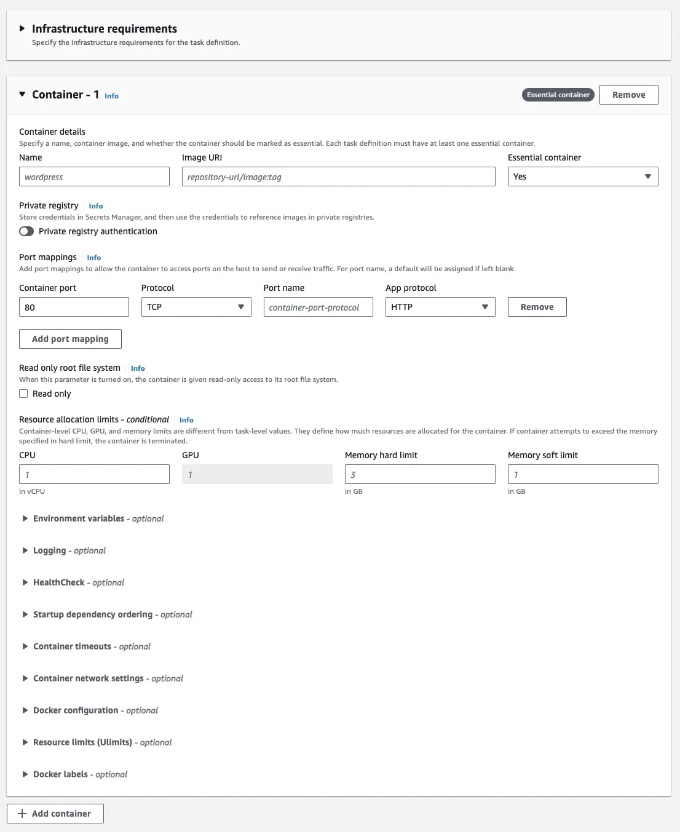 Infrastructure requirements
Specify the infrastructure requirements for the task definition.
Container - 1 Info
Essential container
Remove
Container details
Specify a name, container image, and whether the container should be marked as essential. Each task definition must have at least one essential container.
Name Image URI Essential container
wordpress repository-url/image:tag Yes
Private registry Info
Store credentials in Secrets Manager, and then use the credentials to reference images in private registries.
Private registry authentication
Port mappings Info
Add port mappings to allow the container to access ports on the host to send or receive traffic. For port name, a default will be assigned if left blank.
Container port Protocol Port name App protocol
80 TCP container-port-protocol HTTP Remove
Add port mapping
Read only root file system Info
When this parameter is turned on, the container is given read-only access to its root file system.
Read only
Resource allocation limits - conditional Info
Container-level CPU, GPU, and memory limits are different from task-level values. They define how much resources are allocated for the container. If container attempts to exceed the memory
specified in hard limit, the container is terminated.
CPU GPU Memory hard limit Memory soft limit
1 1 3 1
in vCPU in GB in GB
Environment variables - optional
Logging - optional
HealthCheck - optional
Startup dependency ordering - optional
Container timeouts - optional
Container network settings - optional
Docker configuration - optional
Resource limits (Ulimits) - optional
Docker labels - optional
+ Add container